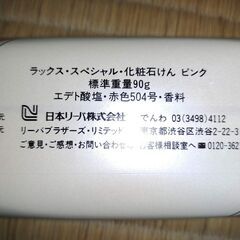 ラックス・スペシャル・化粧石けん ピンク
標準重量90g
エデト酸塩・赤色504号・香料
元 日本リーバ株式会社 でんわ 03(3498)4112
元 リーバブラザーズ・リミテッド 東京都渋谷区渋谷2-22-3
ご意見・ご感想・お問い合わせは お客様相談室へ 0120-362